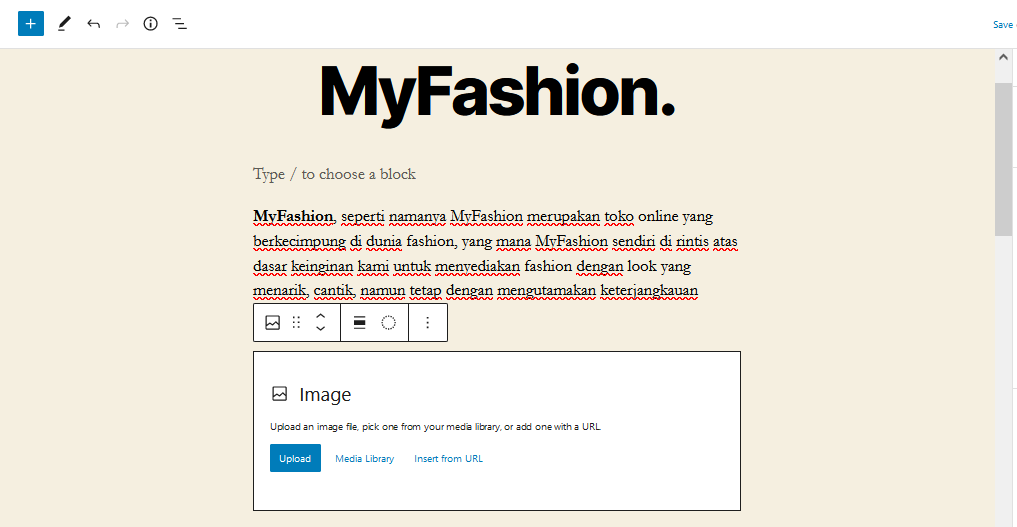 Save
MyFashion.
Type / to choose a block
MyFashion, seperti namanya MyFashion merupakan toko online yang
berkecimpung di dunia fashion, yang mana MyFashion sendiri di rintis atas
dasar keinginan kami untuk menyediakan fashion dengan look yang
menarik, cantik, namun tetap dengan mengutamakan keterjangkauan
Image
Upload an image file, pick one from your media library, or add one with a URL.
Upload Media Library Insert from URL